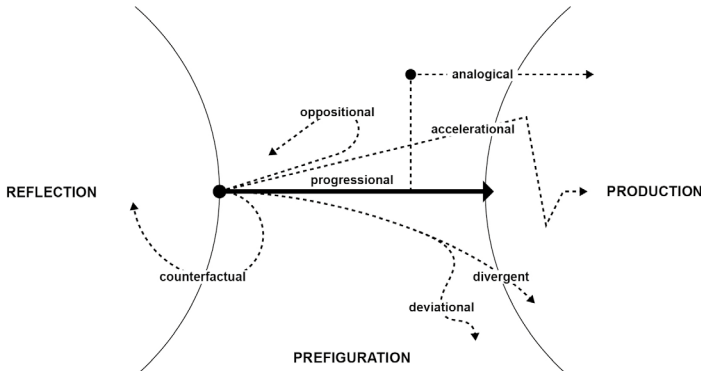 analogical
oppositional
accelerational
progressional
REFLECTION
PRODUCTION
counterfactual
divergent
deviational
PREFIGURATION